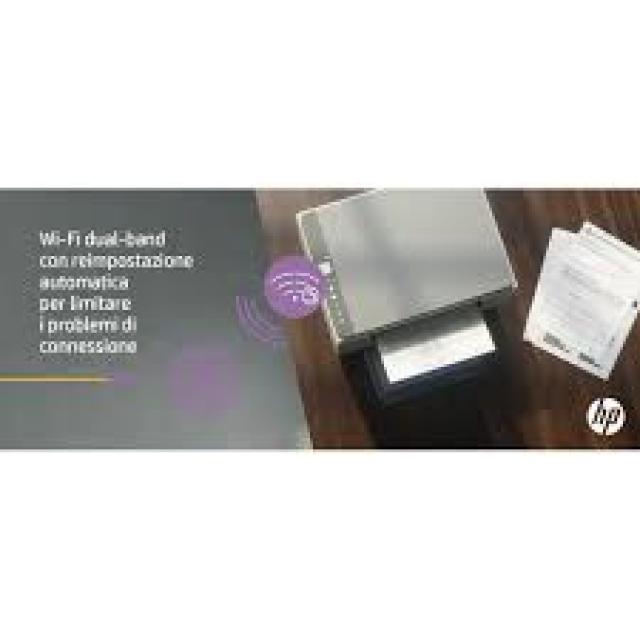 Wi-Fi dual-band
con reimpostazione
automatica
per limitare
i problemi di
connessione
hp